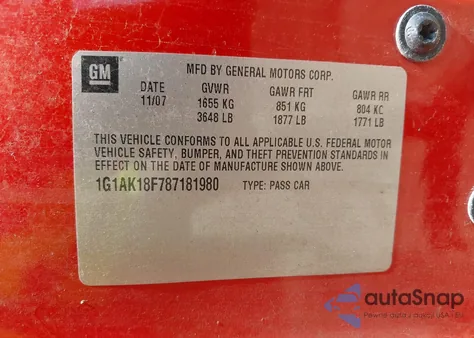 GM
MFD BY GENERAL MOTORS CORP.
DATE GVWR GAWR FRT GAWR RR
11/07 1655 KG 851 KG 804 KG
3648 LB 1877 LB 1771 LB
THIS VEHICLE CONFORMS TO ALL APPLICABLE U.S. FEDERAL MOTOR
VEHICLE SAFETY, BUMPER, AND THEFT PREVENTION STANDARDS IN
EFFECT ON THE DATE OF MANUFACTURE SHOWN ABOVE.
1G1AK18F787181980 TYPE: PASS CAR
autoSnap